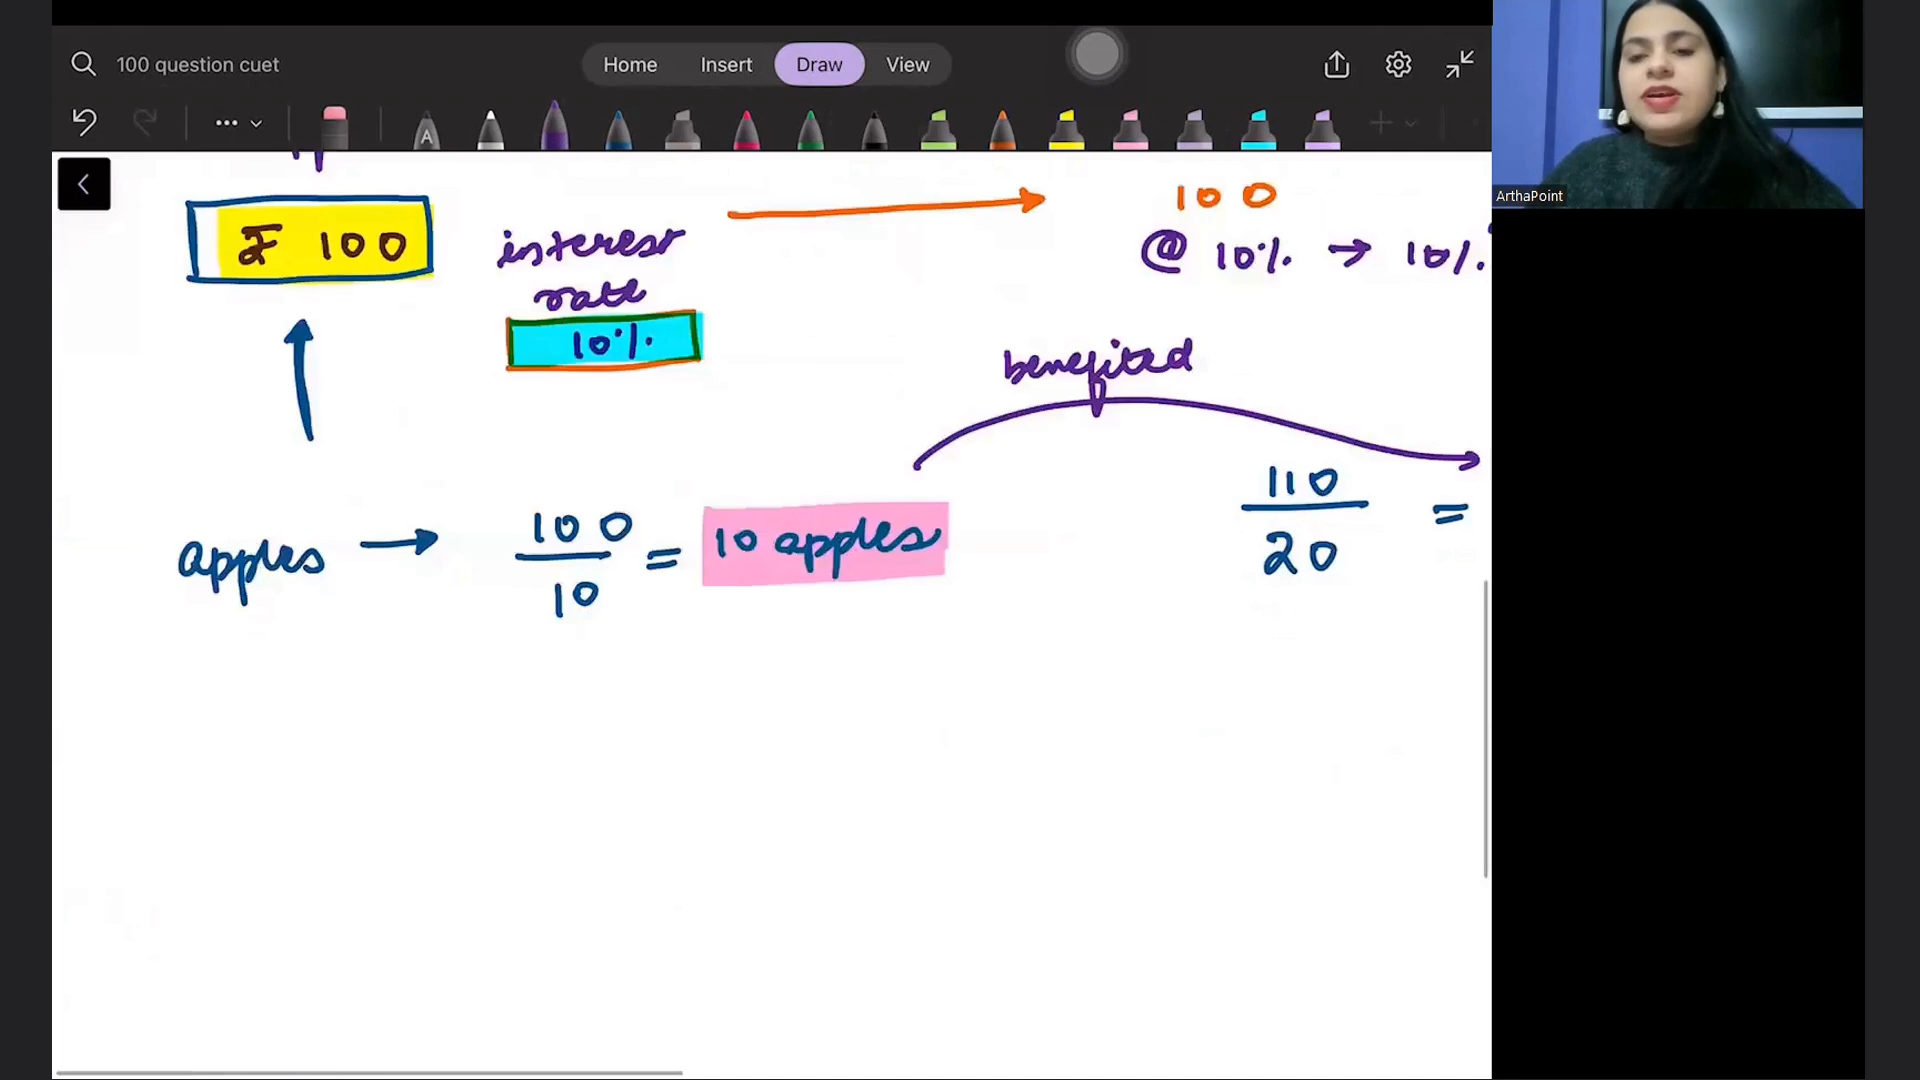 100 question cuet
Home Insert Draw View
A
ArthaPoint
₹ 100
interest
rate
10%
100
@ 10% → 10%
benefited
apples → 100/10 = 10 apples
110/20 =